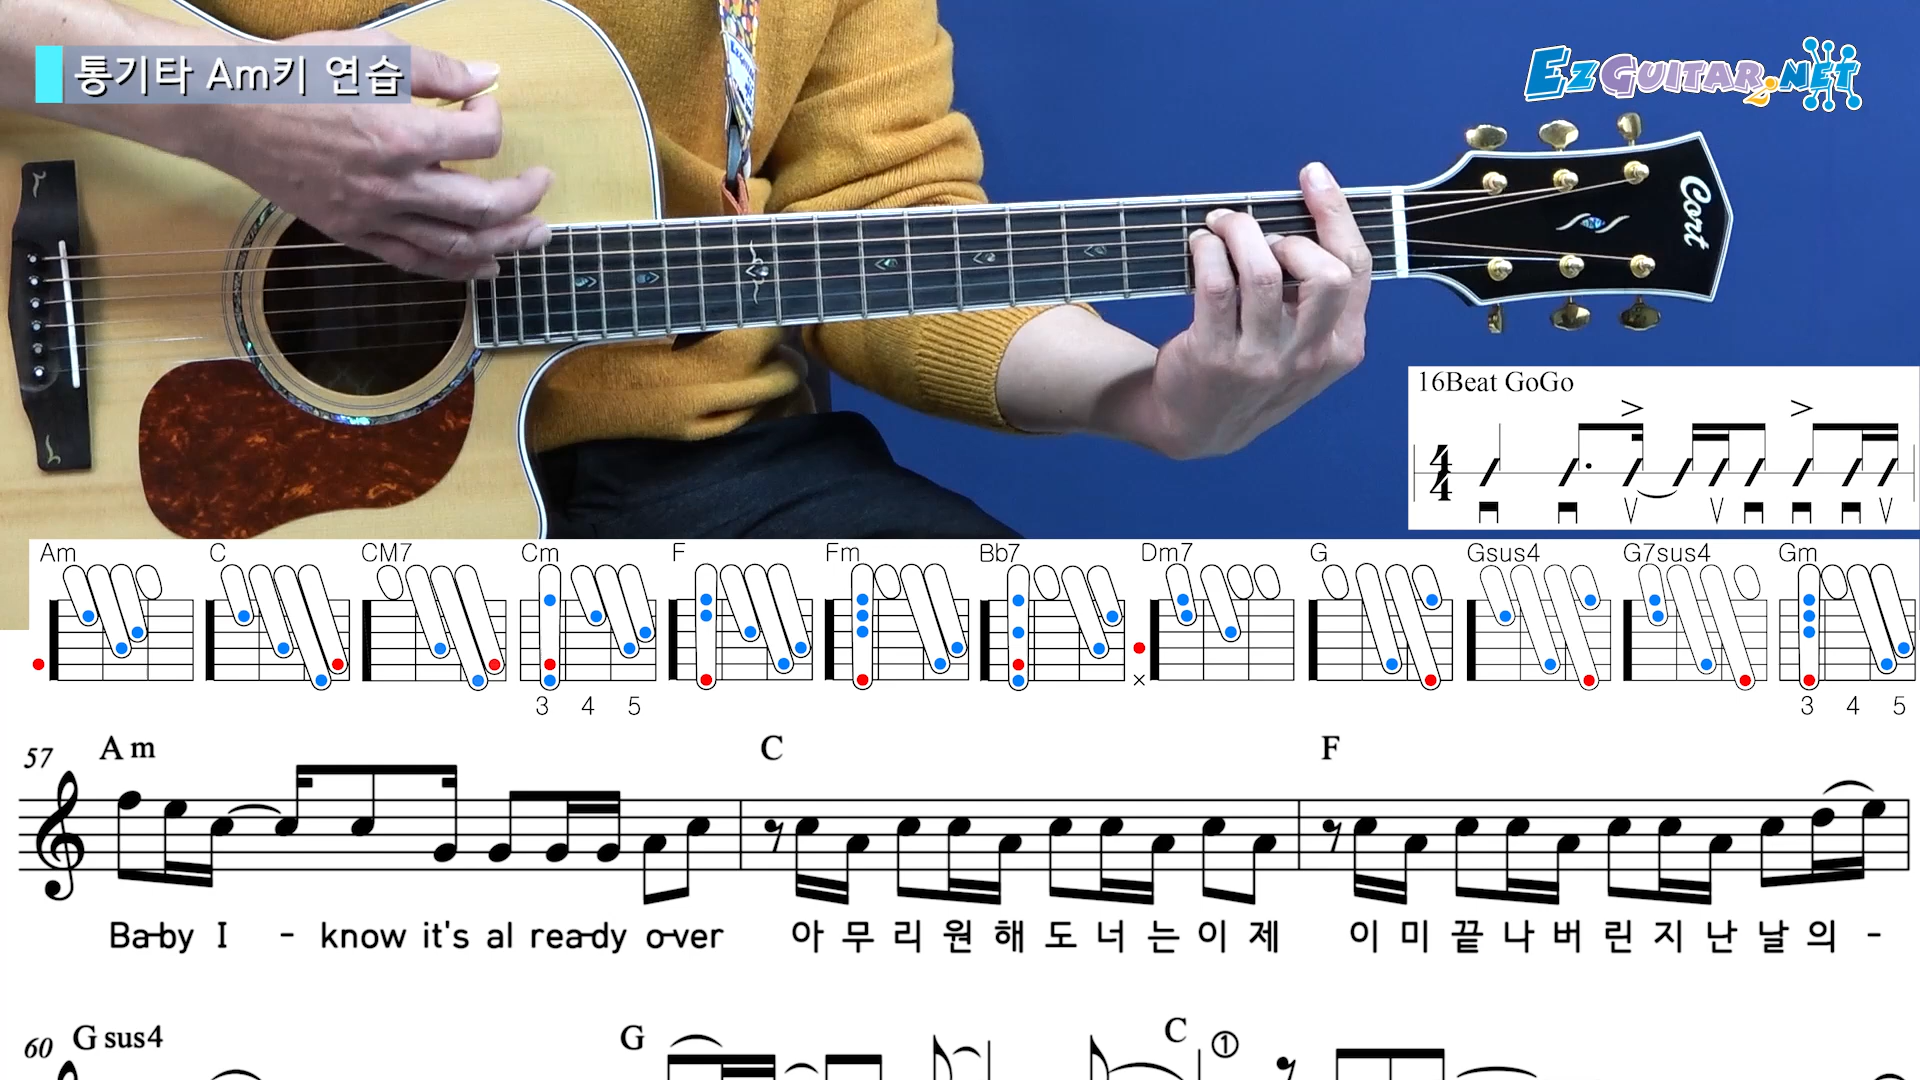 통기타 Am키 연습
EzGuitar.net
Cort
16Beat GoGo
4
4
Am C CM7 Cm F Fm Bb7 Dm7 G Gsus4 G7sus4 Gm
3 4 5 3 4 5
57 Am C F
Ba-by I - know it's al rea-dy o-ver 아 무 리 원 해 도 너 는 이 제 이 미 끝 나 버 린 지 난 날 의 -
60 G sus4 G C ①